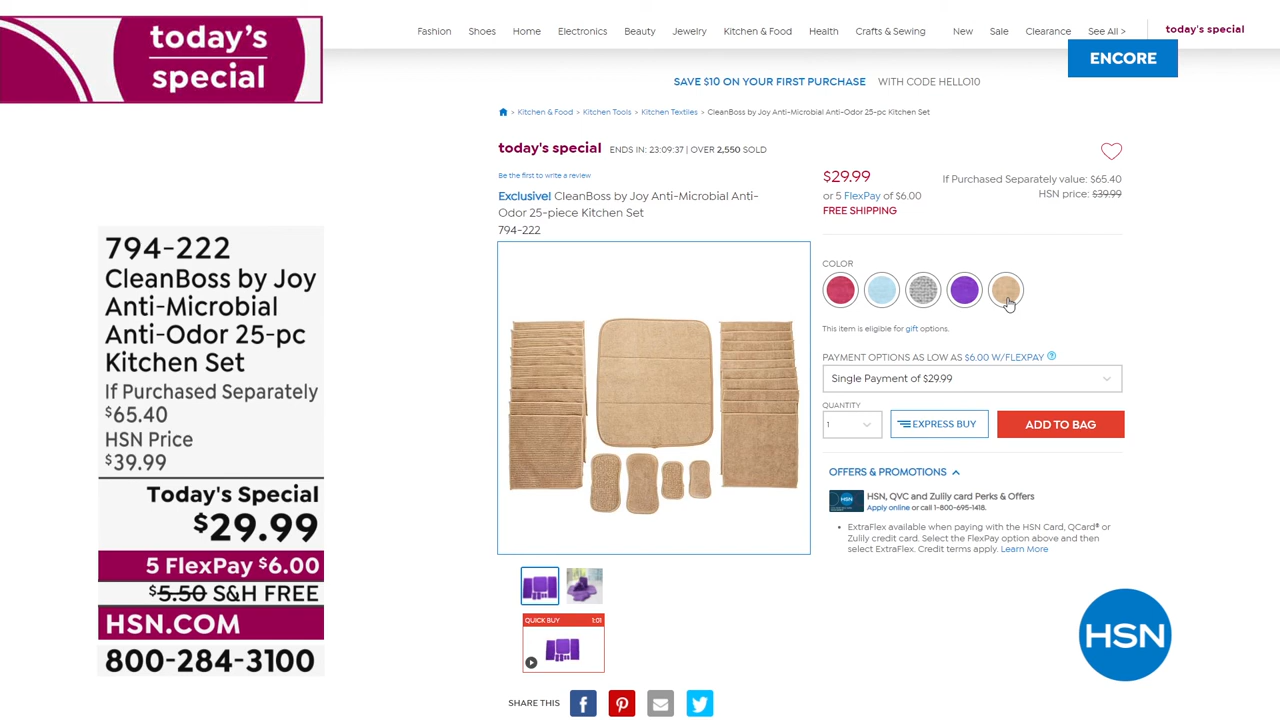 today's
special
Fashion Shoes Home Electronics Beauty Jewelry Kitchen & Food Health Crafts & Sewing New Sale Clearance See All > today's special
ENCORE
SAVE $10 ON YOUR FIRST PURCHASE WITH CODE HELLO10
> Kitchen & Food > Kitchen Tools > Kitchen Textiles > CleanBoss by Joy Anti-Microbial Anti-Odor 25-pc Kitchen Set
today's special ENDS IN: 23:09:37 | OVER 2,550 SOLD
Be the first to write a review
Exclusive! CleanBoss by Joy Anti-Microbial Anti-
Odor 25-piece Kitchen Set
794-222
$29.99
or 5 FlexPay of $6.00
FREE SHIPPING
If Purchased Separately value: $65.40
HSN price: $39.99
COLOR
This item is eligible for gift options.
PAYMENT OPTIONS AS LOW AS $6.00 W/FLEXPAY ?
Single Payment of $29.99
QUANTITY
1
EXPRESS BUY
ADD TO BAG
OFFERS & PROMOTIONS
HSN
HSN, QVC and Zulily card Perks & Offers
Apply online or call 1-800-695-1418.
• ExtraFlex available when paying with the HSN Card, QCard® or
Zulily credit card. Select the FlexPay option above and then
select ExtraFlex. Credit terms apply. Learn More
QUICK BUY 1:01
SHARE THIS
794-222
CleanBoss by Joy
Anti-Microbial
Anti-Odor 25-pc
Kitchen Set
If Purchased Separately
$65.40
HSN Price
$39.99
Today's Special
$29.99
5 FlexPay $6.00
$5.50 S&H FREE
HSN.COM
800-284-3100
HSN